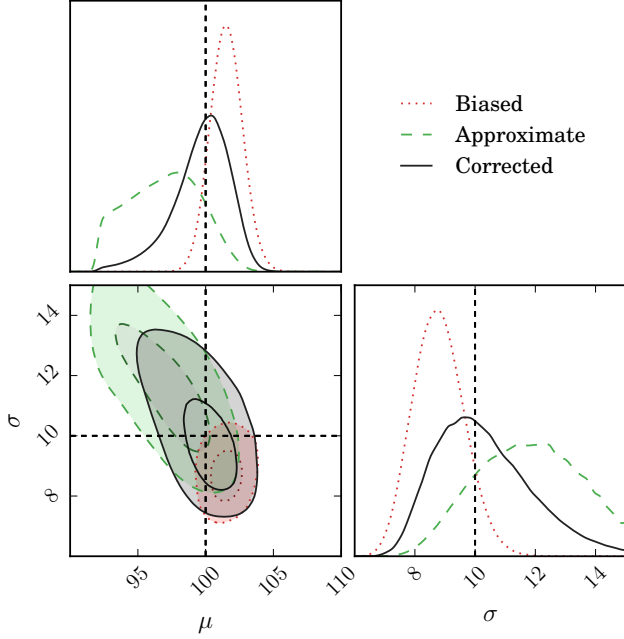 Biased
Approximate
Corrected
14
12
10
8
σ
95
100
105
110
μ
8
10
12
14
σ